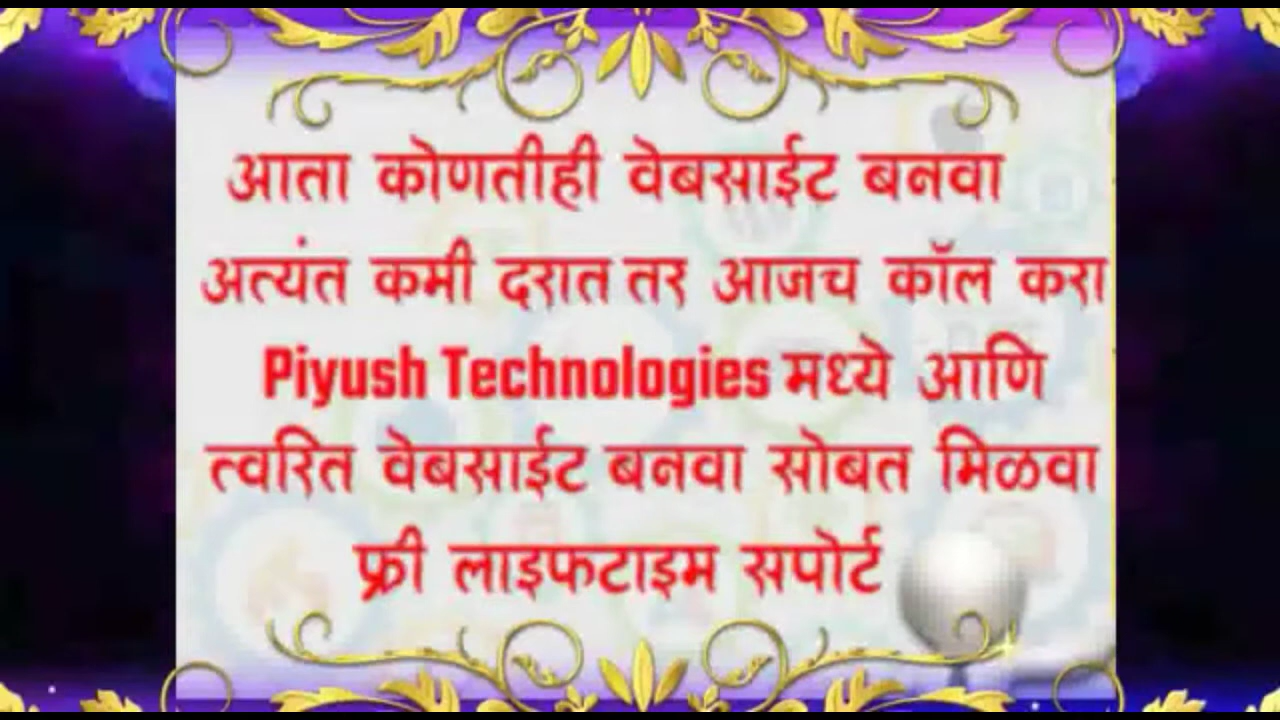 आता कोणतीही वेबसाईट बनवा
अत्यंत कमी दरात तर आजच कॉल करा
Piyush Technologies मध्ये आणि
त्वरित वेबसाईट बनवा सोबत मिळवा
फ्री लाइफटाइम सपोर्ट